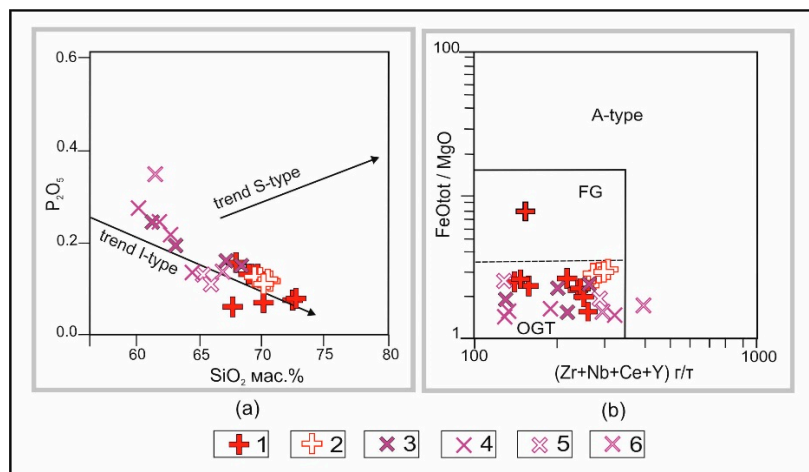 0.6
0.4
0.2
0.0
P₂O₅
trend S-type
trend I-type
60
65
70
75
80
SiO₂ мас.%
(a)
100
1
FeOtot / MgO
A-type
FG
OGT
100
1000
(Zr+Nb+Ce+Y) г/т
(b)
1
2
3
4
5
6